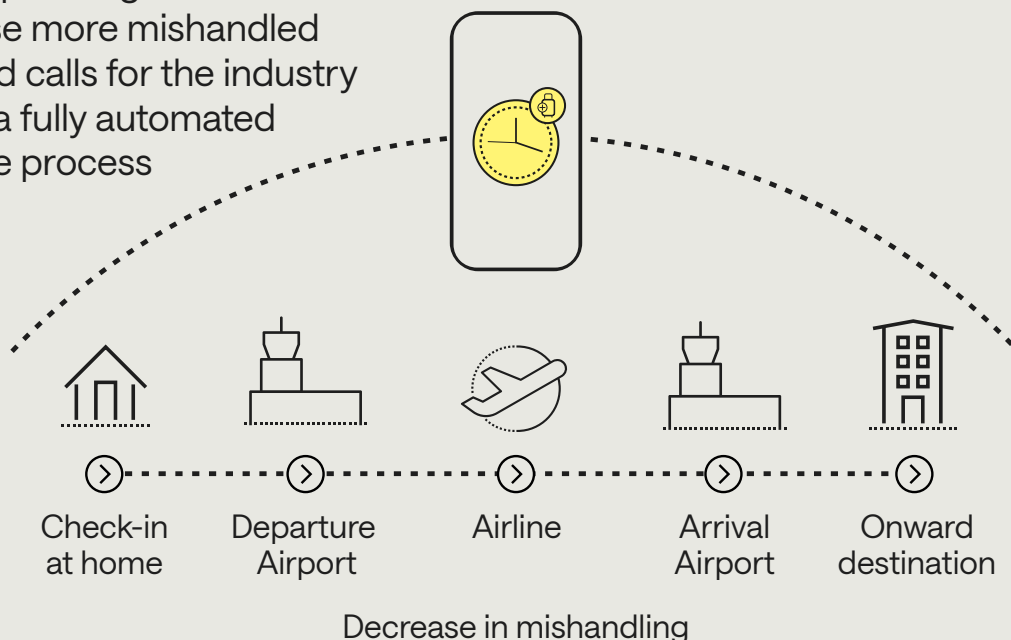 more mishandled
calls for the industry
a fully automated
process
Check-in
at home
Departure
Airport
Airline
Arrival
Airport
Onward
destination
Decrease in mishandling